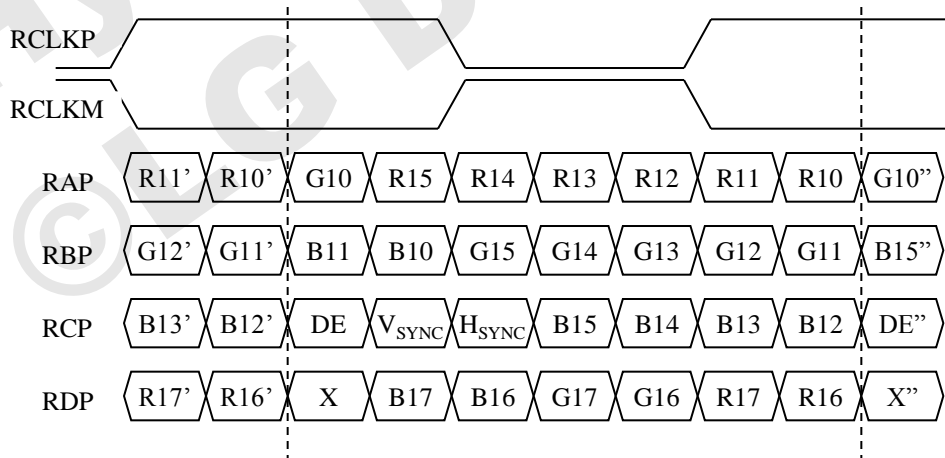 RCLKP
RCLKM
RAP R11’ R10’ G10 R15 R14 R13 R12 R11 R10 G10”
RBP G12’ G11’ B11 B10 G15 G14 G13 G12 G11 B15”
RCP B13’ B12’ DE VSYNC HSYNC B15 B14 B13 B12 DE”
RDP R17’ R16’ X B17 B16 G17 G16 R17 R16 X”
©LG D